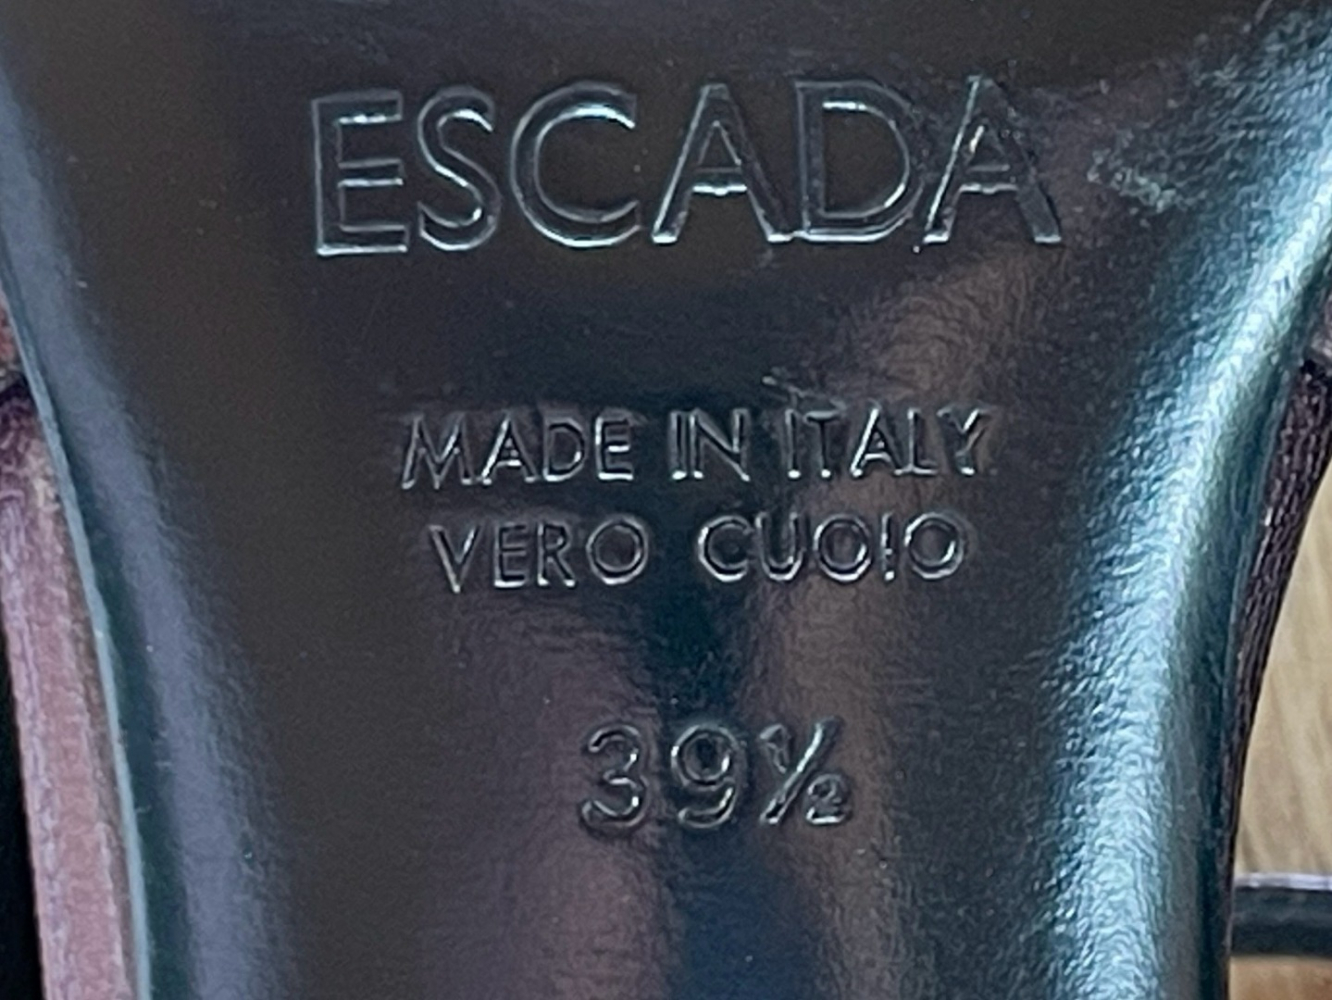 ESCADA
MADE IN ITALY
VERO CUOIO
39½